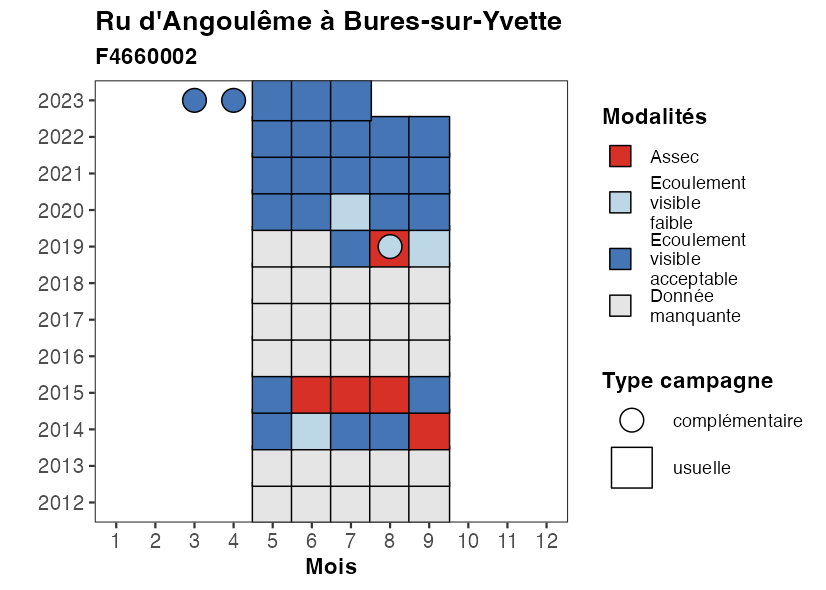 Ru d'Angoulême à Bures-sur-Yvette
F4660002
2023
2022
2021
2020
2019
2018
2017
2016
2015
2014
2013
2012
1 2 3 4 5 6 7 8 9 10 11 12
Mois
Modalités
Assec
Ecoulement
visible
faible
Ecoulement
visible
acceptable
Donnée
manquante
Type campagne
complémentaire
usuelle